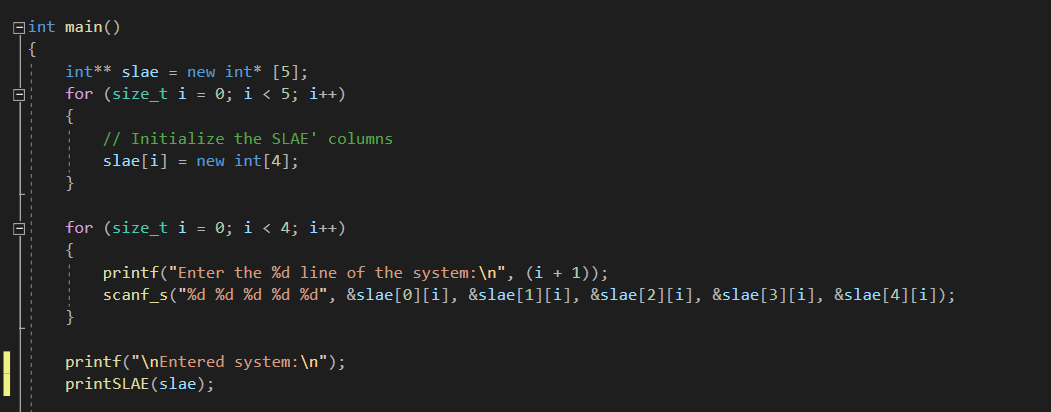 int main()
{
    int** slae = new int* [5];
    for (size_t i = 0; i < 5; i++)
    {
        // Initialize the SLAE' columns
        slae[i] = new int[4];
    }

    for (size_t i = 0; i < 4; i++)
    {
        printf("Enter the %d line of the system:\n", (i + 1));
        scanf_s("%d %d %d %d %d", &slae[0][i], &slae[1][i], &slae[2][i], &slae[3][i], &slae[4][i]);
    }

    printf("\nEntered system:\n");
    printSLAE(slae);